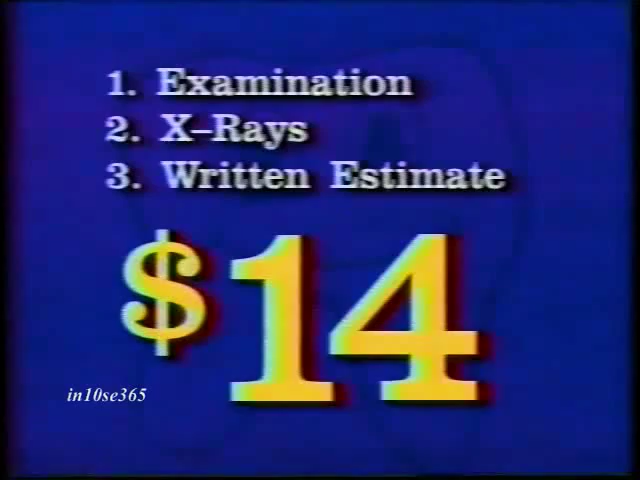 1. Examination
2. X–Rays
3. Written Estimate
$14
in10se365